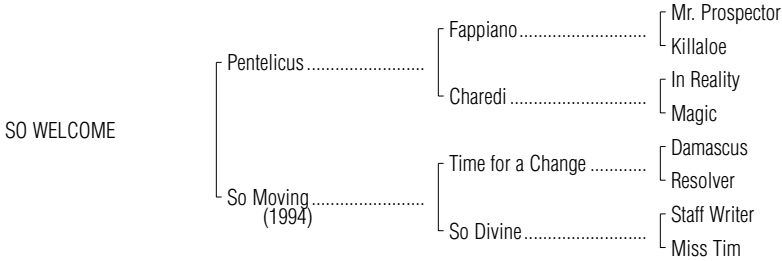 Mr. Prospector
Fappiano
Killaloe
Pentelicus
In Reality
Charedi
Magic
SO WELCOME
Damascus
Time for a Change
Resolver
So Moving
(1994)
Staff Writer
So Divine
Miss Tim